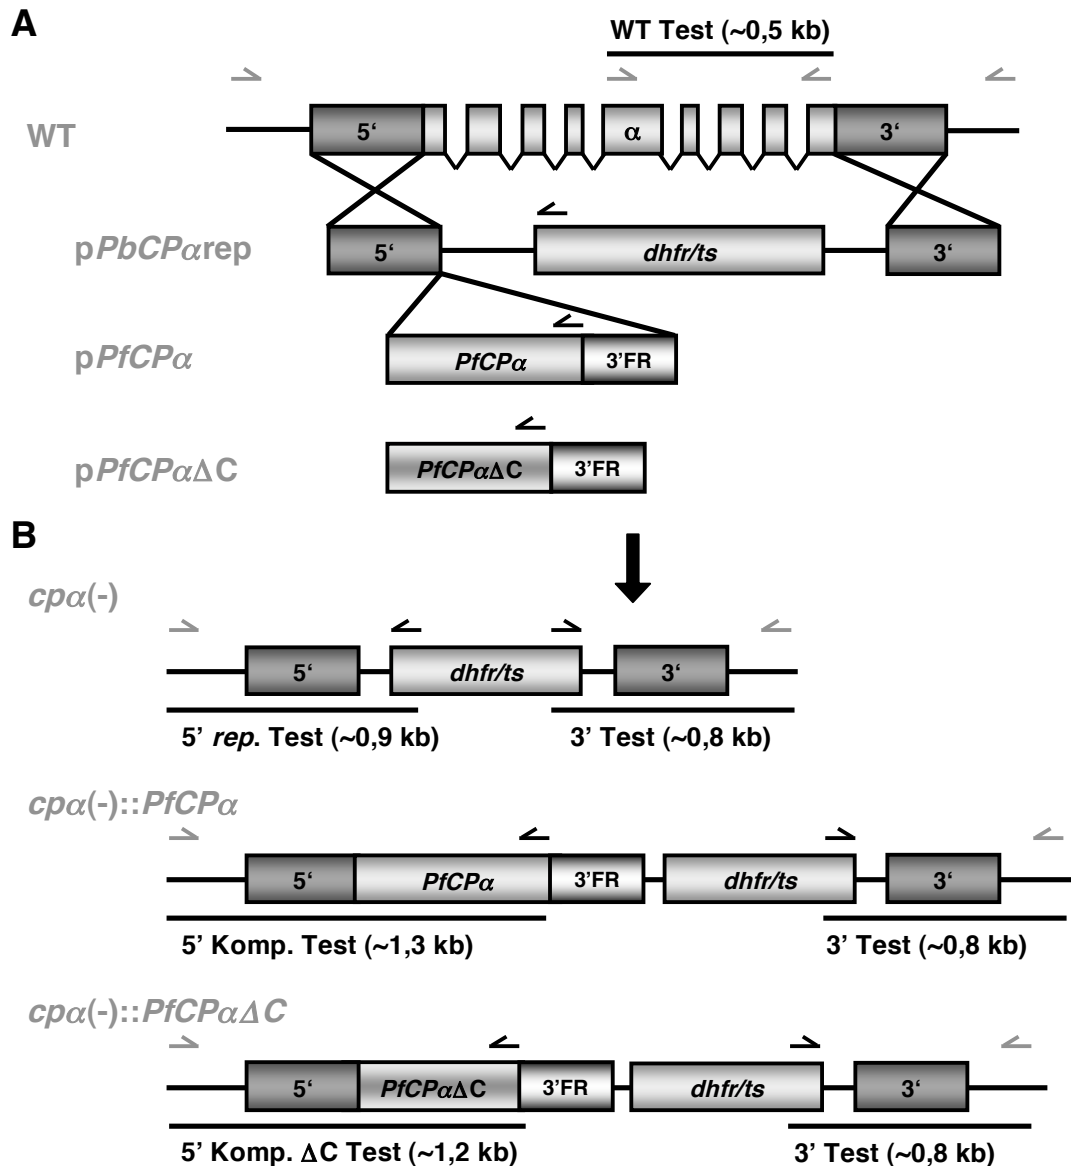 A
WT Test (~0,5 kb)
WT
5‘
α
3‘
pPbCPαrep
5‘
dhfr/ts
3‘
pPfCPα
PfCPα
3’FR
pPfCPαΔC
PfCPαΔC
3’FR
B
cpα(-)
5‘
dhfr/ts
3‘
5’ rep. Test (~0,9 kb)
3’ Test (~0,8 kb)
cpα(-)::PfCPα
5‘
PfCPα
3’FR
dhfr/ts
3‘
5’ Komp. Test (~1,3 kb)
3’ Test (~0,8 kb)
cpα(-)::PfCPαΔC
5‘
PfCPαΔC
3’FR
dhfr/ts
3‘
5’ Komp. ΔC Test (~1,2 kb)
3’ Test (~0,8 kb)